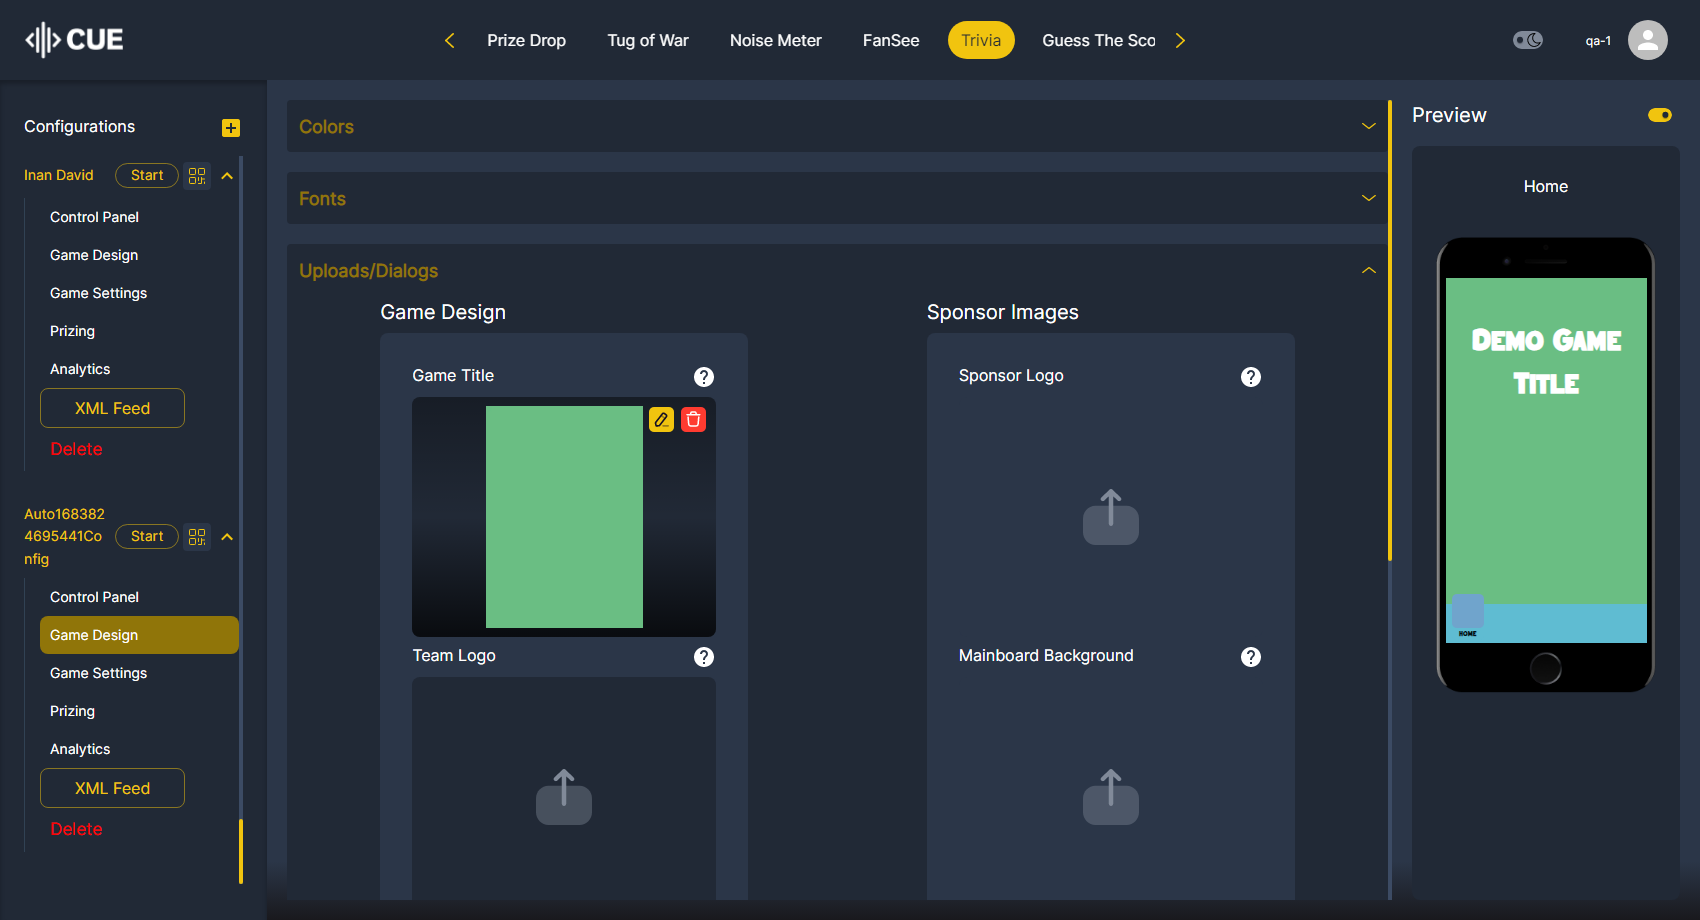 CUE
Prize Drop
Tug of War
Noise Meter
FanSee
Trivia
Guess The Sco
qa-1
Configurations
Inan David
Start
Control Panel
Game Design
Game Settings
Prizing
Analytics
XML Feed
Delete
Auto168382
4695441Co
nfig
Start
Control Panel
Game Design
Game Settings
Prizing
Analytics
XML Feed
Delete
Colors
Fonts
Uploads/Dialogs
Game Design
Game Title
?
Team Logo
?
Sponsor Images
Sponsor Logo
?
Mainboard Background
?
Preview
Home
DEMO GAME
TITLE
HOME